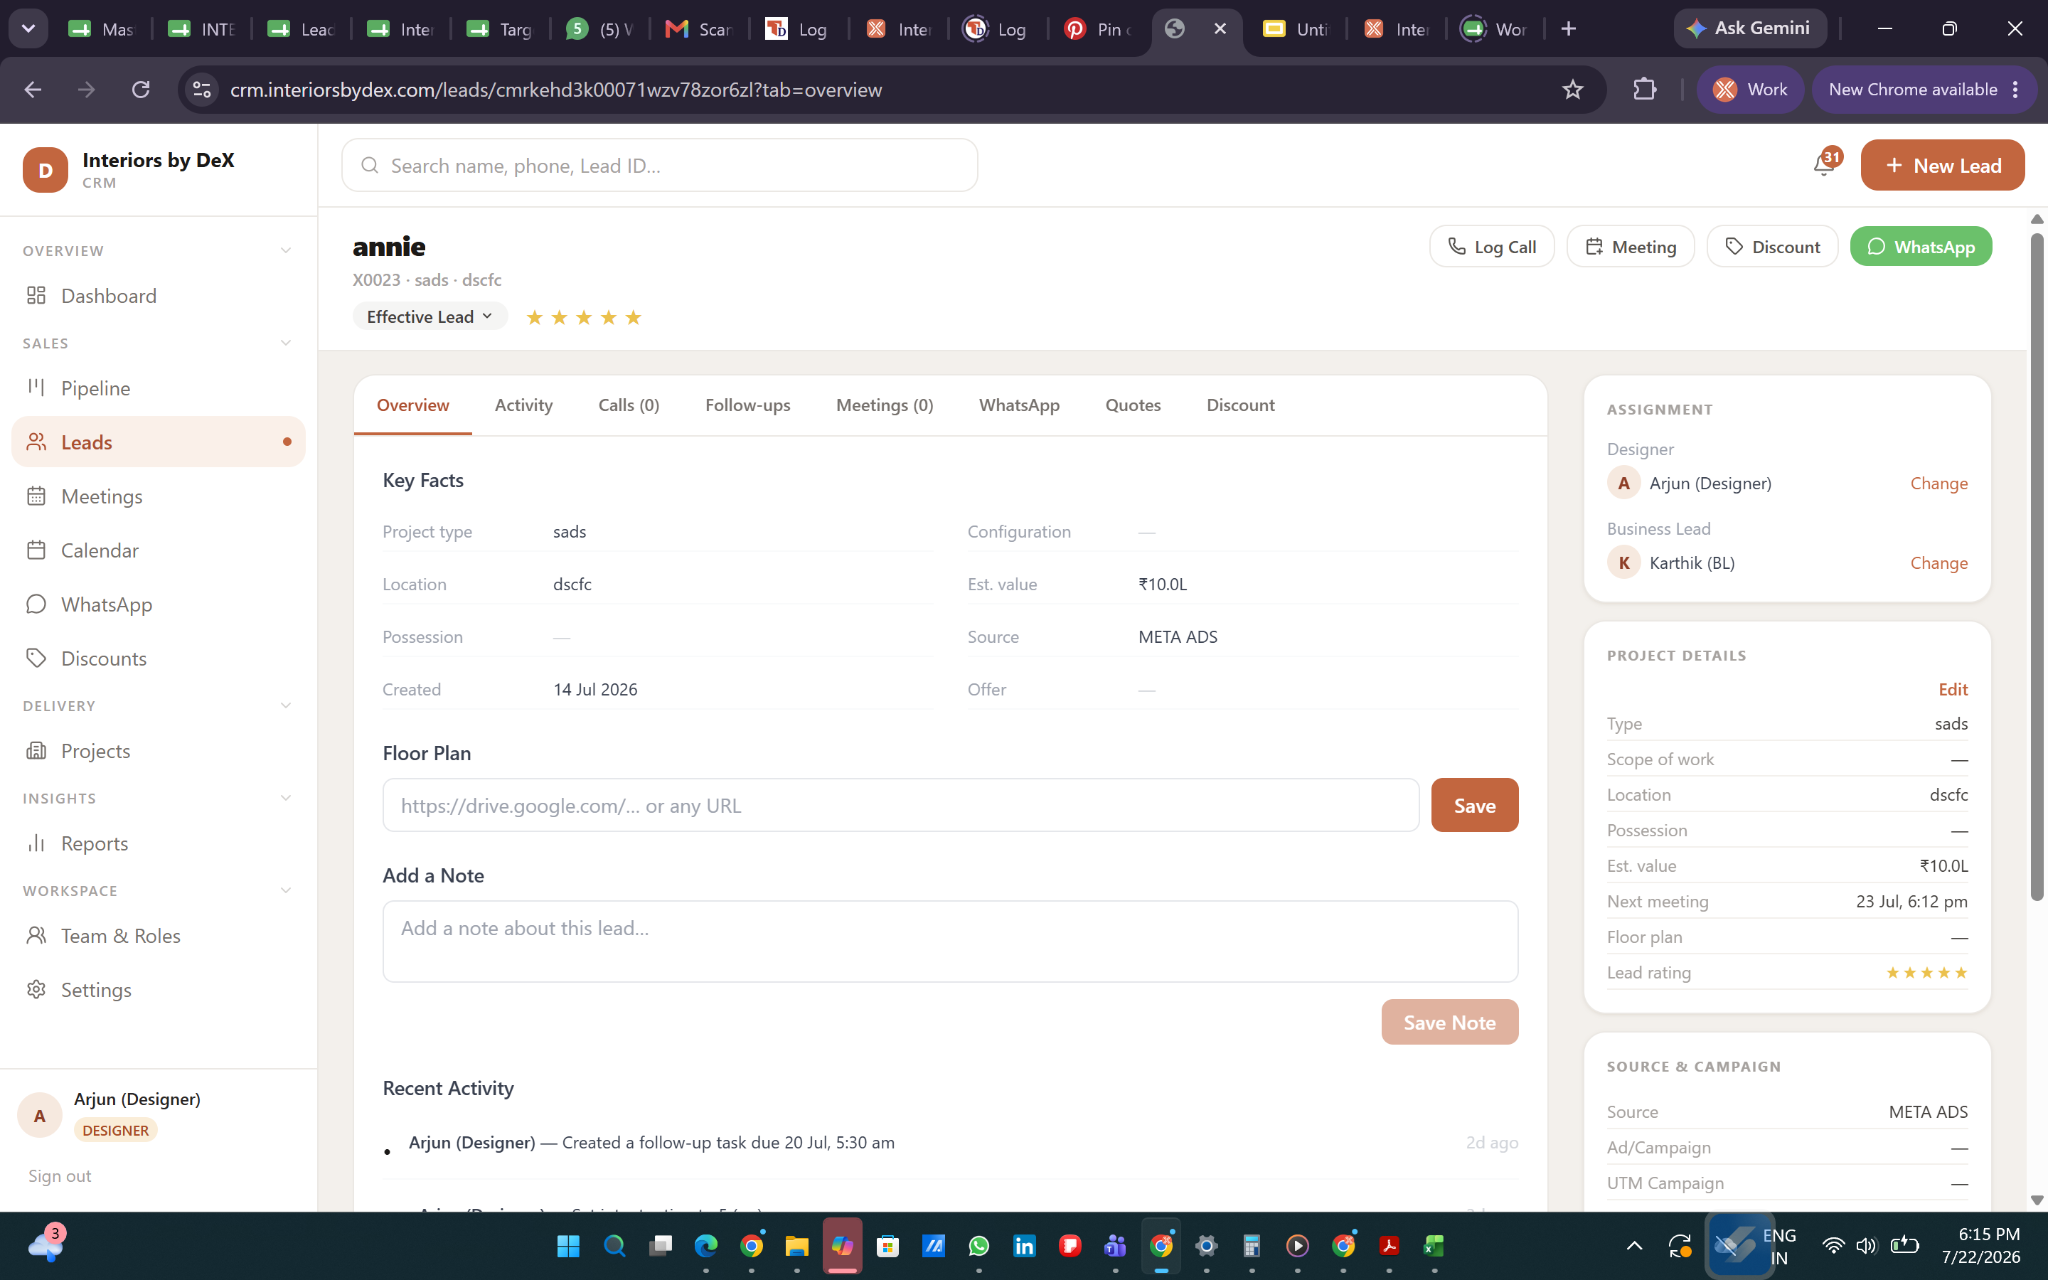 Mas
INTE
Lead
Inter
Targ
5
(5) W
Scan
Log
Inter
Log
Pin
Unti
Inter
Wor
Ask Gemini
crm.interiorsbydex.com/leads/cmrkehd3k00071wzv78zor6zl?tab=overview
Work
New Chrome available
D
Interiors by DeX
CRM
Search name, phone, Lead ID...
31
+ New Lead
OVERVIEW
Dashboard
SALES
Pipeline
Leads
Meetings
Calendar
WhatsApp
Discounts
DELIVERY
Projects
INSIGHTS
Reports
WORKSPACE
Team & Roles
Settings
A
Arjun (Designer)
DESIGNER
Sign out
annie
X0023 · sads · dscfc
Effective Lead
Log Call
Meeting
Discount
WhatsApp
Overview
Activity
Calls (0)
Follow-ups
Meetings (0)
WhatsApp
Quotes
Discount
Key Facts
Project type
sads
Configuration
—
Location
dscfc
Est. value
₹10.0L
Possession
—
Source
META ADS
Created
14 Jul 2026
Offer
—
Floor Plan
https://drive.google.com/... or any URL
Save
Add a Note
Add a note about this lead...
Save Note
Recent Activity
Arjun (Designer) — Created a follow-up task due 20 Jul, 5:30 am
2d ago
ASSIGNMENT
Designer
A
Arjun (Designer)
Change
Business Lead
K
Karthik (BL)
Change
PROJECT DETAILS
Edit
Type
sads
Scope of work
—
Location
dscfc
Possession
—
Est. value
₹10.0L
Next meeting
23 Jul, 6:12 pm
Floor plan
—
Lead rating
SOURCE & CAMPAIGN
Source
META ADS
Ad/Campaign
—
UTM Campaign
—
3
ENG
IN
6:15 PM
7/22/2026